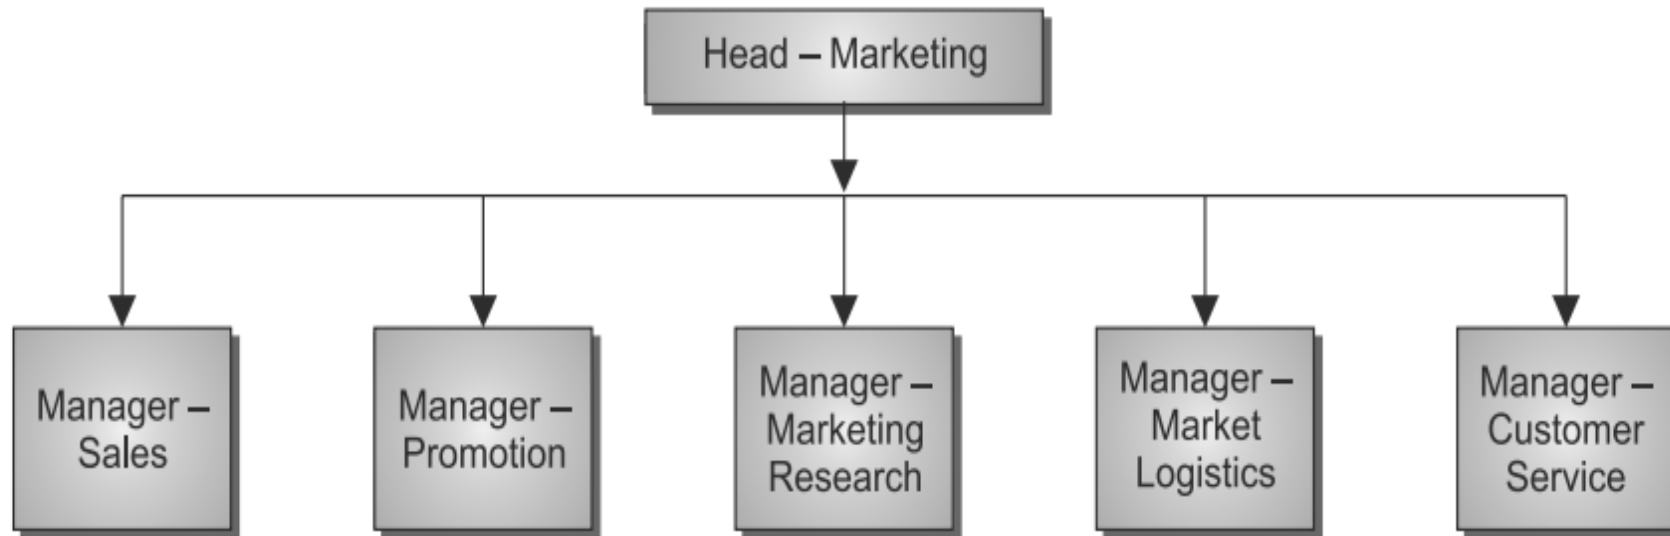 Head – Marketing
Manager –
Sales
Manager –
Promotion
Manager –
Marketing
Research
Manager –
Market
Logistics
Manager –
Customer
Service